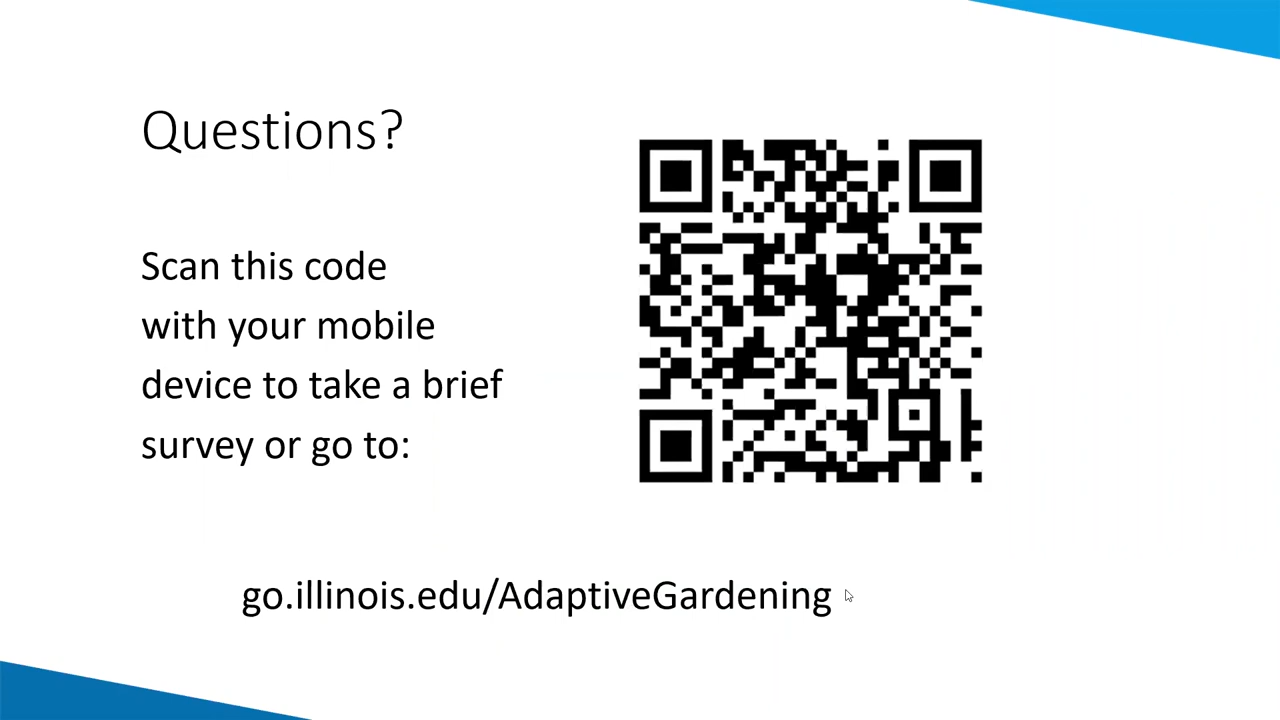 Questions?
Scan this code
with your mobile
device to take a brief
survey or go to:
go.illinois.edu/AdaptiveGardening